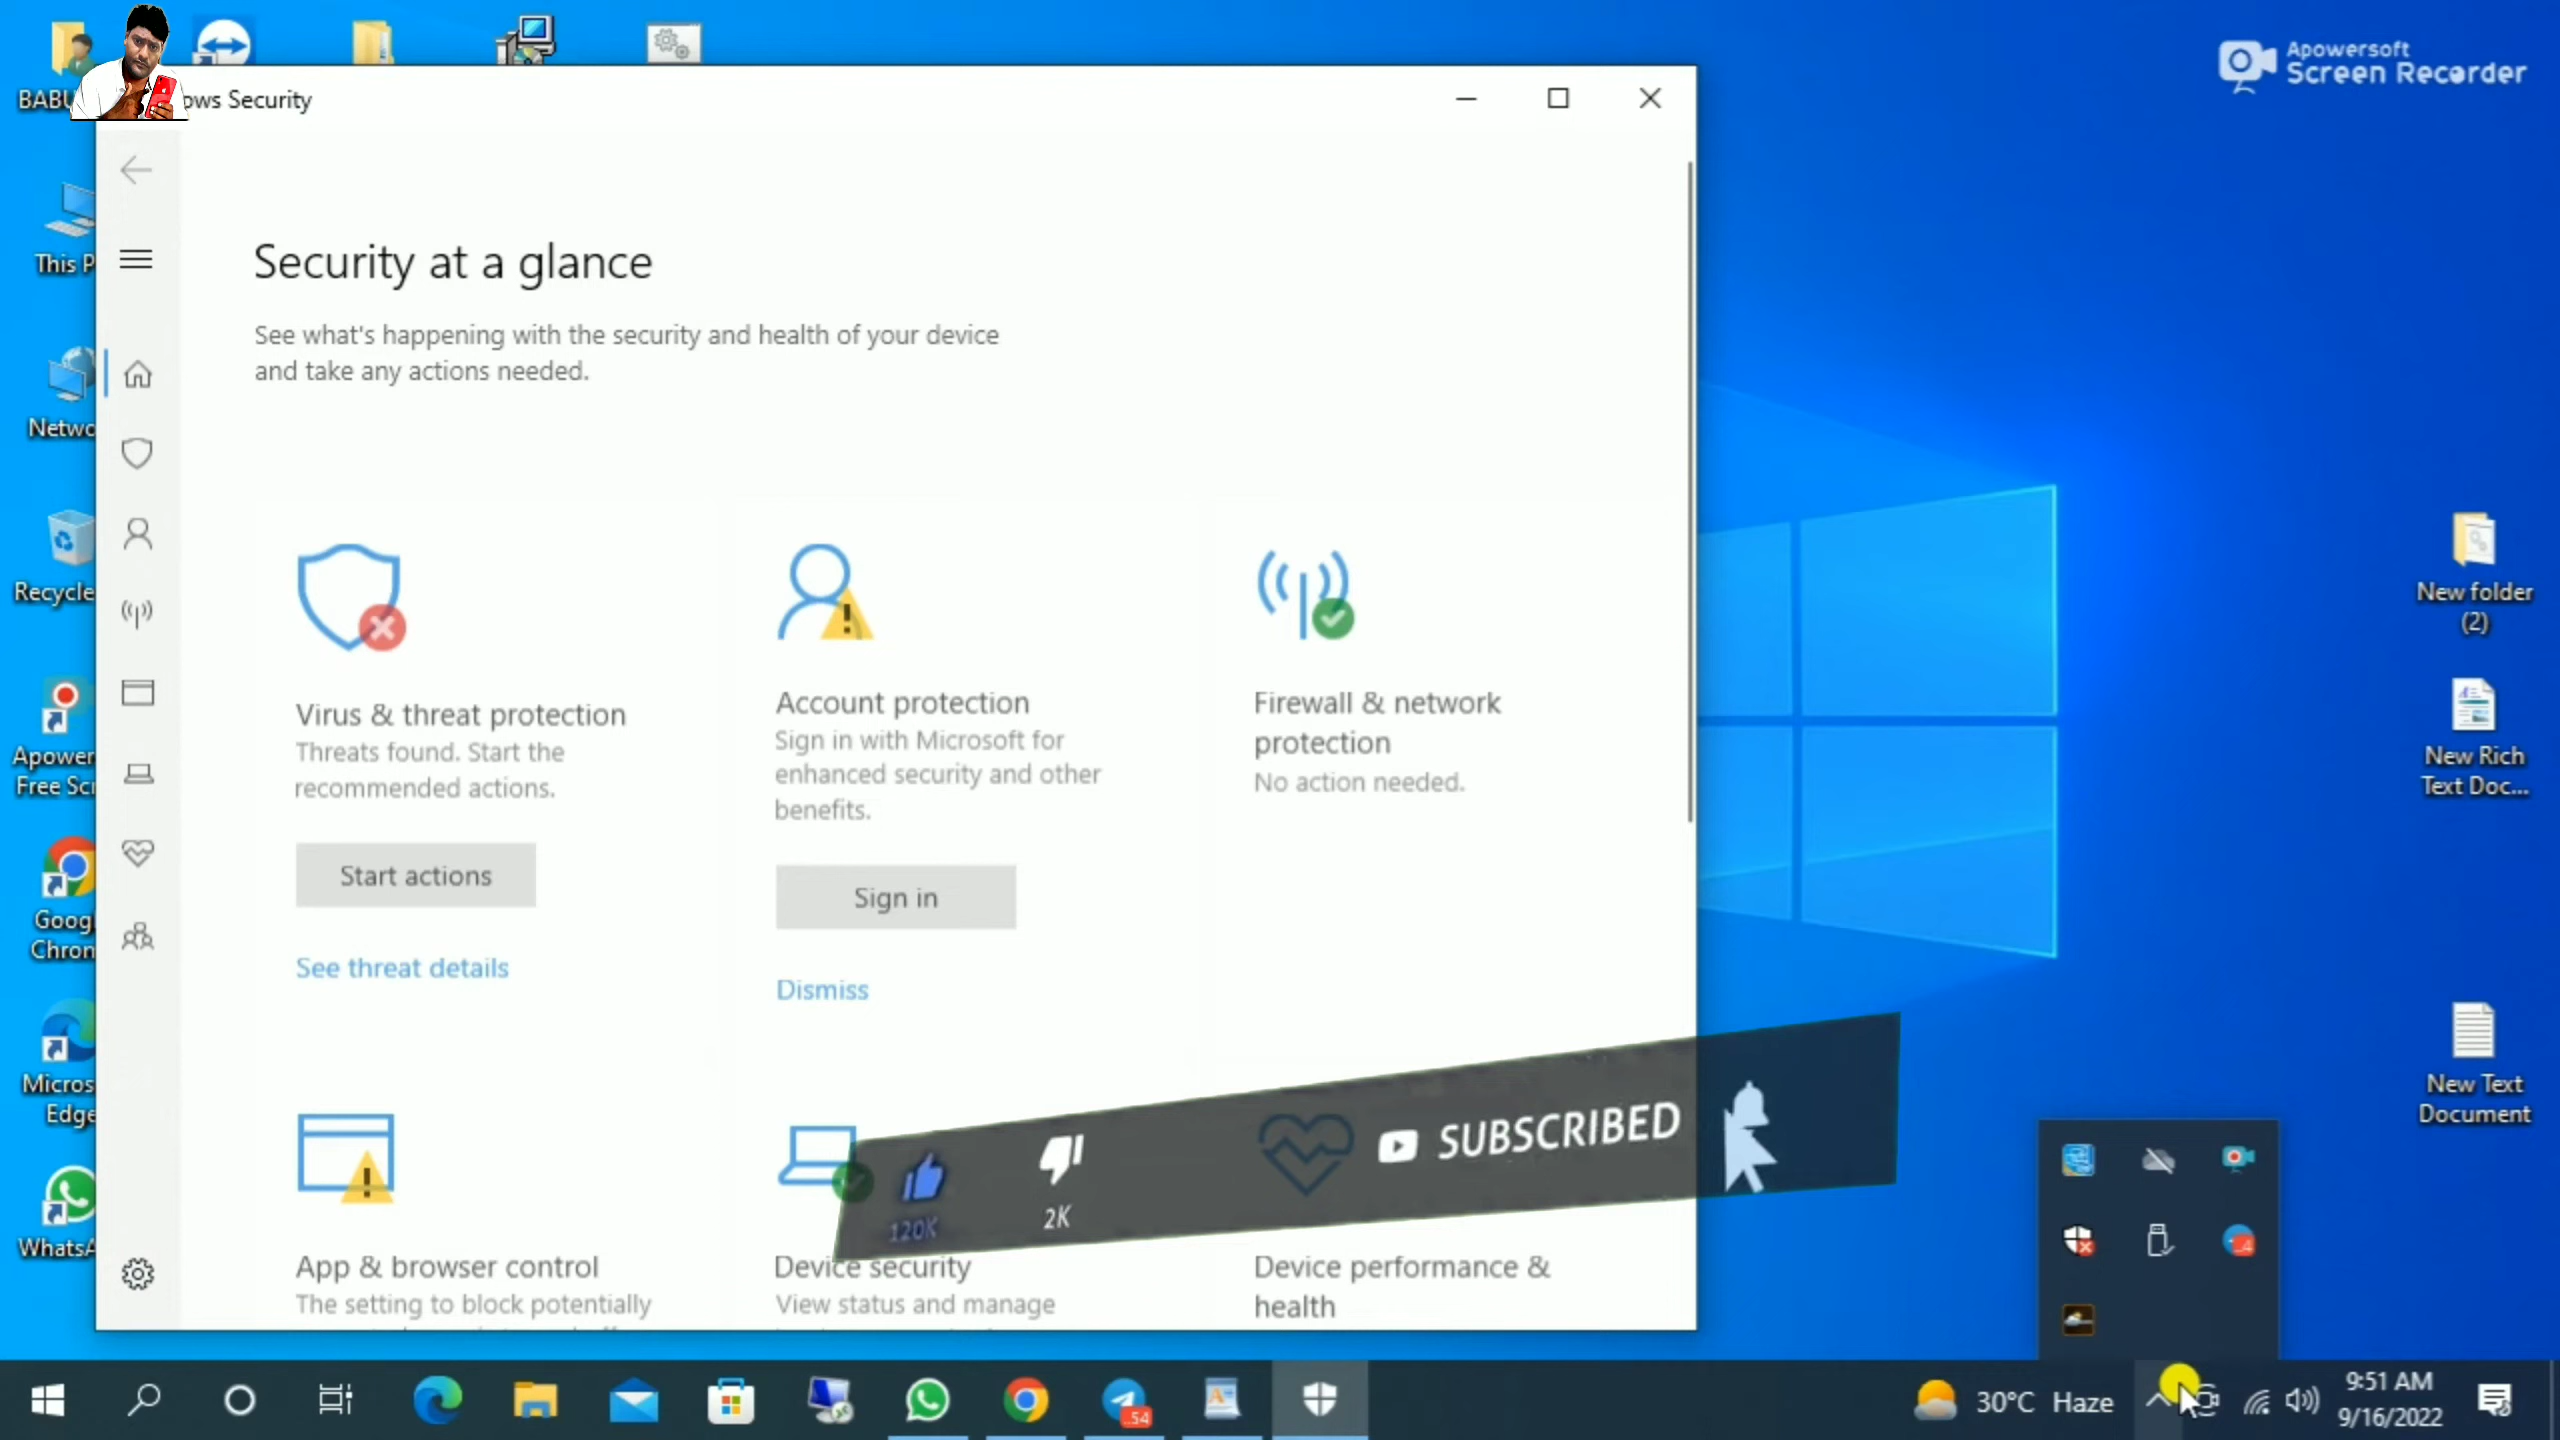 Apowersoft
Screen Recorder
BABU
ows Security
This P
Netwo
Recycle
Apower
Free Scr
Googl
Chrom
Micros
Edge
WhatsA
Security at a glance
See what's happening with the security and health of your device
and take any actions needed.
Virus & threat protection
Threats found. Start the
recommended actions.
Start actions
See threat details
Account protection
Sign in with Microsoft for
enhanced security and other
benefits.
Sign in
Dismiss
Firewall & network
protection
No action needed.
App & browser control
The setting to block potentially
Device security
View status and manage
Device performance &
health
120K
2K
SUBSCRIBED
New folder
(2)
New Rich
Text Doc...
New Text
Document
..54
30°C Haze
9:51 AM
9/16/2022